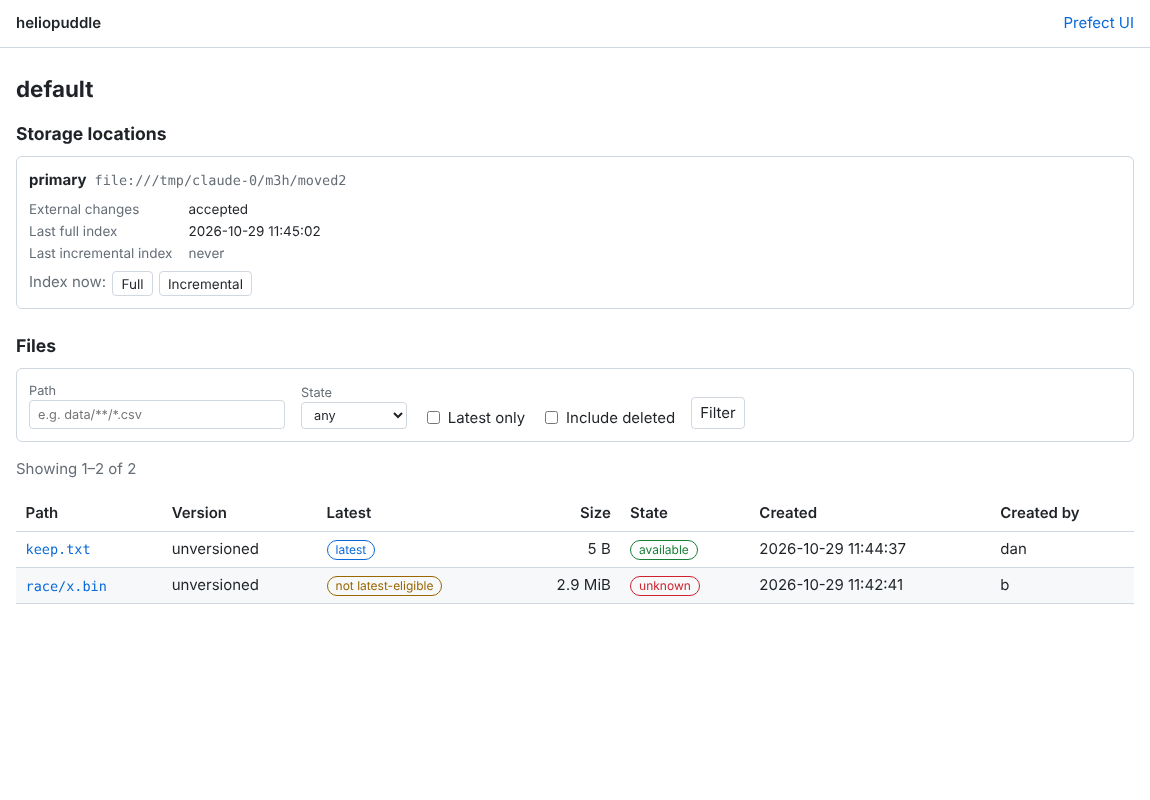 heliopuddle Prefect UI
default
Storage locations
primary file:///tmp/claude-0/m3h/moved2
External changes accepted
Last full index 2026-10-29 11:45:02
Last incremental index never
Index now: Full Incremental
Files
Path State
e.g. data/**/*.csv any Latest only Include deleted Filter
Showing 1–2 of 2
Path Version Latest Size State Created Created by
keep.txt unversioned latest 5 B available 2026-10-29 11:44:37 dan
race/x.bin unversioned not latest-eligible 2.9 MiB unknown 2026-10-29 11:42:41 b